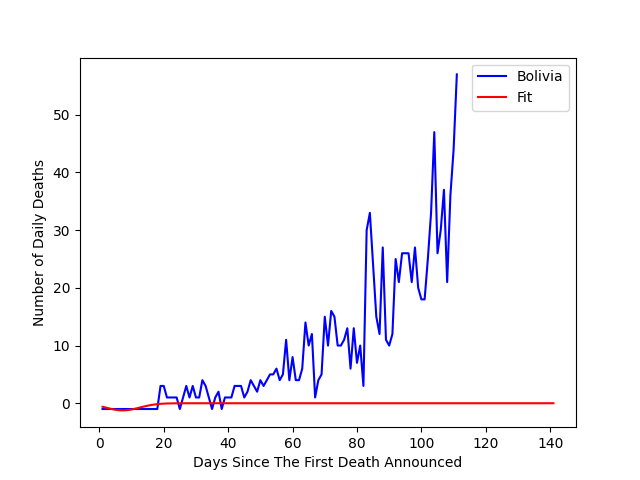 Bolivia
Fit
50
40
30
20
10
0
Number of Daily Deaths
0 20 40 60 80 100 120 140
Days Since The First Death Announced